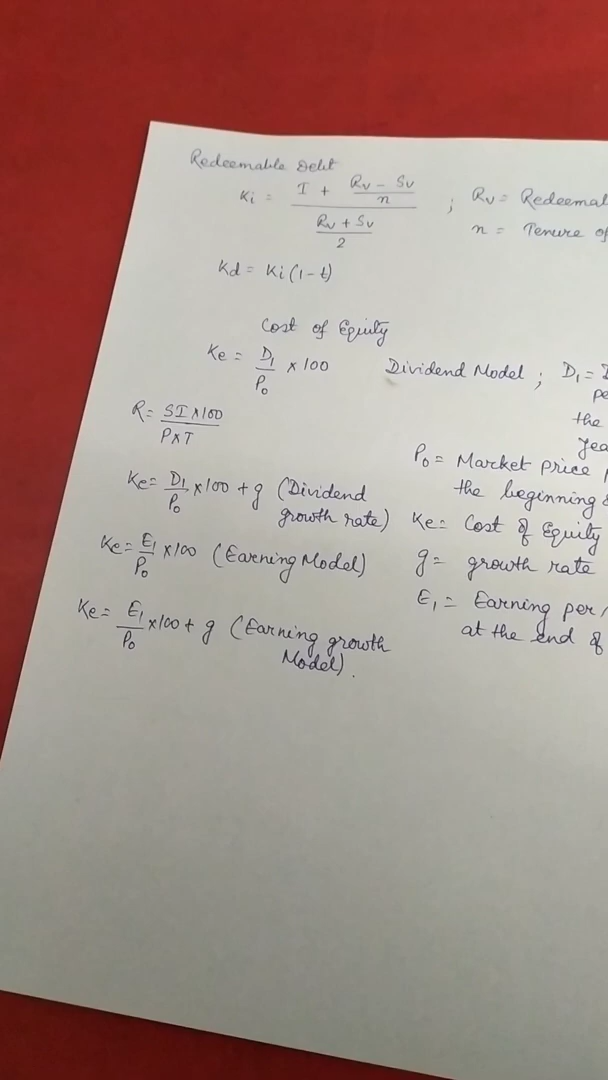 Redeemable Debt
Ki = (I + (Rv - Sv)/n) / ((Rv + Sv)/2) ; Rv = Redeemal
n = Tenure of
Kd = Ki (1-t)
Cost of Equity
Ke = D1/P0 x 100 Dividend Model ; D1 =
pe
the
Yea
R = SI x 100 / P x T
P0 = Market price
the beginning
Ke = D1/P0 x 100 + g (Dividend
growth rate)
Ke = Cost of Equity
Ke = E1/P0 x 100 (Earning Model)
g = growth rate
E1 = Earning per
at the end of
Ke = E1/P0 x 100 + g (Earning growth
Model).